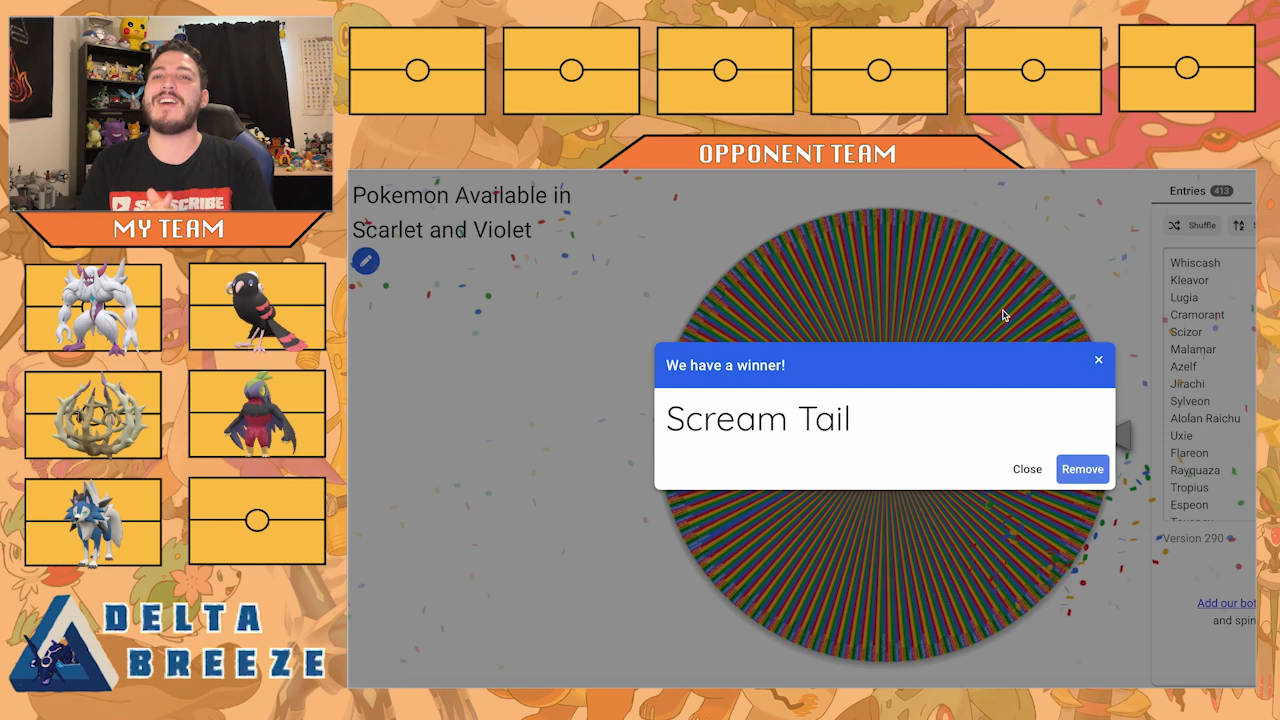 SUBSCRIBE
MY TEAM
DELTA
BREEZE
OPPONENT TEAM
Pokemon Available in
Scarlet and Violet
We have a winner!
×
Scream Tail
Close
Remove
Entries 413
Shuffle
Whiscash
Kleavor
Lugia
Cramorant
Scizor
Malamar
Azelf
Jirachi
Sylveon
Alolan Raichu
Uxie
Flareon
Rayquaza
Tropius
Espeon
Version 290
Add our bot
and spin